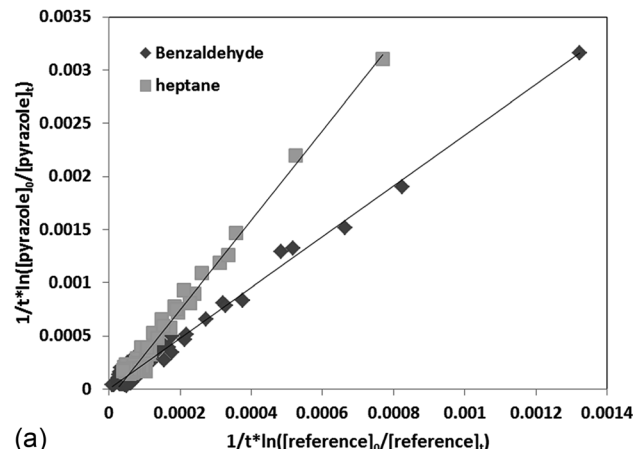 0.0035
0.003
0.0025
0.002
0.0015
0.001
0.0005
0
Benzaldehyde
heptane
1/t*ln([pyrazole]₀/[pyrazole]ₜ)
0 0.0002 0.0004 0.0006 0.0008 0.001 0.0012 0.0014
1/t*ln([reference]₀/[reference]ₜ)
(a)